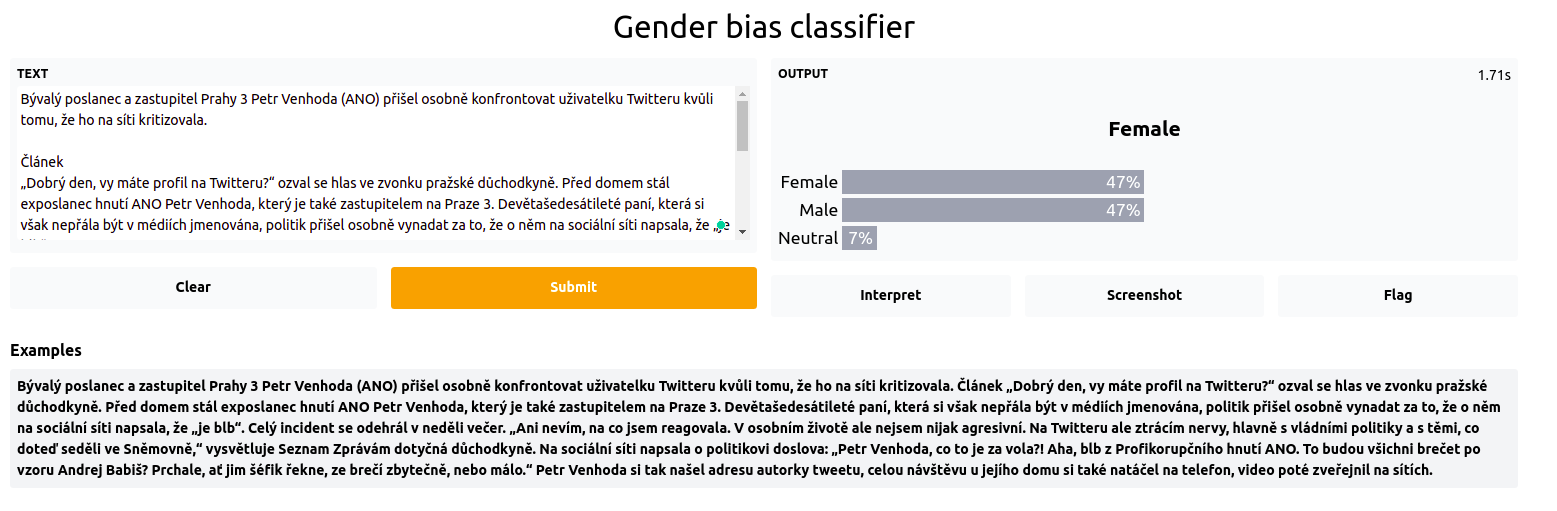 Gender bias classifier
TEXT
Bývalý poslanec a zastupitel Prahy 3 Petr Venhoda (ANO) přišel osobně konfrontovat uživatelku Twitteru kvůli
tomu, že ho na síti kritizovala.
Článek
„Dobrý den, vy máte profil na Twitteru?“ ozval se hlas ve zvonku pražské důchodkyně. Před domem stál
exposlanec hnutí ANO Petr Venhoda, který je také zastupitelem na Praze 3. Devětašedesátileté paní, která si
však nepřála být v médiích jmenována, politik přišel osobně vynadat za to, že o něm na sociální síti napsala, že „je
Clear
Submit
OUTPUT
1.71s
Female
Female 47%
Male 47%
Neutral 7%
Interpret
Screenshot
Flag
Examples
Bývalý poslanec a zastupitel Prahy 3 Petr Venhoda (ANO) přišel osobně konfrontovat uživatelku Twitteru kvůli tomu, že ho na síti kritizovala. Článek „Dobrý den, vy máte profil na Twitteru?“ ozval se hlas ve zvonku pražské
důchodkyně. Před domem stál exposlanec hnutí ANO Petr Venhoda, který je také zastupitelem na Praze 3. Devětašedesátileté paní, která si však nepřála být v médiích jmenována, politik přišel osobně vynadat za to, že o něm
na sociální síti napsala, že „je blb“. Celý incident se odehrál v neděli večer. „Ani nevím, na co jsem reagovala. V osobním životě ale nejsem nijak agresivní. Na Twitteru ale ztrácím nervy, hlavně s vládními politiky a s těmi, co
doteď seděli ve Sněmovně,“ vysvětluje Seznam Zprávám dotyčná důchodkyně. Na sociální síti napsala o politikovi doslova: „Petr Venhoda, co to je za vola?! Aha, blb z Profikorupčního hnutí ANO. To budou všichni brečet po
vzoru Andrej Babiš? Prchale, ať jim šéfik řekne, ze brečí zbytečně, nebo málo.“ Petr Venhoda si tak našel adresu autorky tweetu, celou návštěvu u jejího domu si také natáčel na telefon, video poté zveřejnil na sítích.